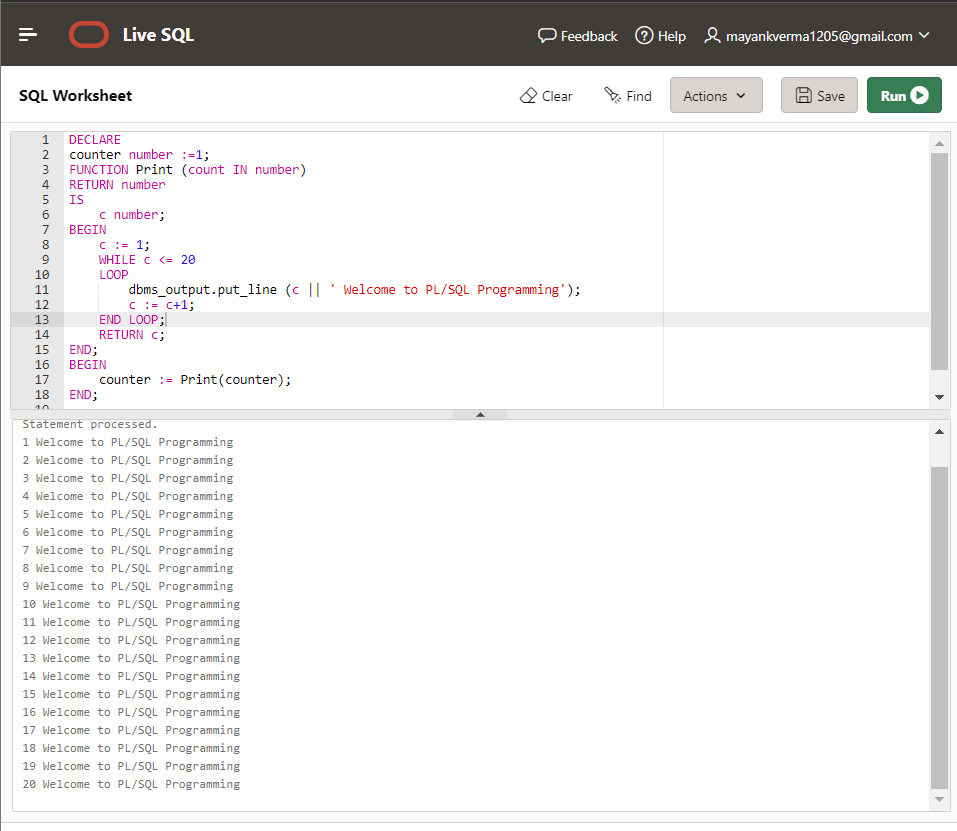 Live SQL
Feedback
Help
mayankverma1205@gmail.com
SQL Worksheet
Clear
Find
Actions
Save
Run
1 DECLARE
2 counter number :=1;
3 FUNCTION Print (count IN number)
4 RETURN number
5 IS
6     c number;
7 BEGIN
8     c := 1;
9     WHILE c <= 20
10     LOOP
11         dbms_output.put_line (c || ' Welcome to PL/SQL Programming');
12         c := c+1;
13     END LOOP;
14     RETURN c;
15 END;
16 BEGIN
17     counter := Print(counter);
18 END;
19
Statement processed.
1 Welcome to PL/SQL Programming
2 Welcome to PL/SQL Programming
3 Welcome to PL/SQL Programming
4 Welcome to PL/SQL Programming
5 Welcome to PL/SQL Programming
6 Welcome to PL/SQL Programming
7 Welcome to PL/SQL Programming
8 Welcome to PL/SQL Programming
9 Welcome to PL/SQL Programming
10 Welcome to PL/SQL Programming
11 Welcome to PL/SQL Programming
12 Welcome to PL/SQL Programming
13 Welcome to PL/SQL Programming
14 Welcome to PL/SQL Programming
15 Welcome to PL/SQL Programming
16 Welcome to PL/SQL Programming
17 Welcome to PL/SQL Programming
18 Welcome to PL/SQL Programming
19 Welcome to PL/SQL Programming
20 Welcome to PL/SQL Programming